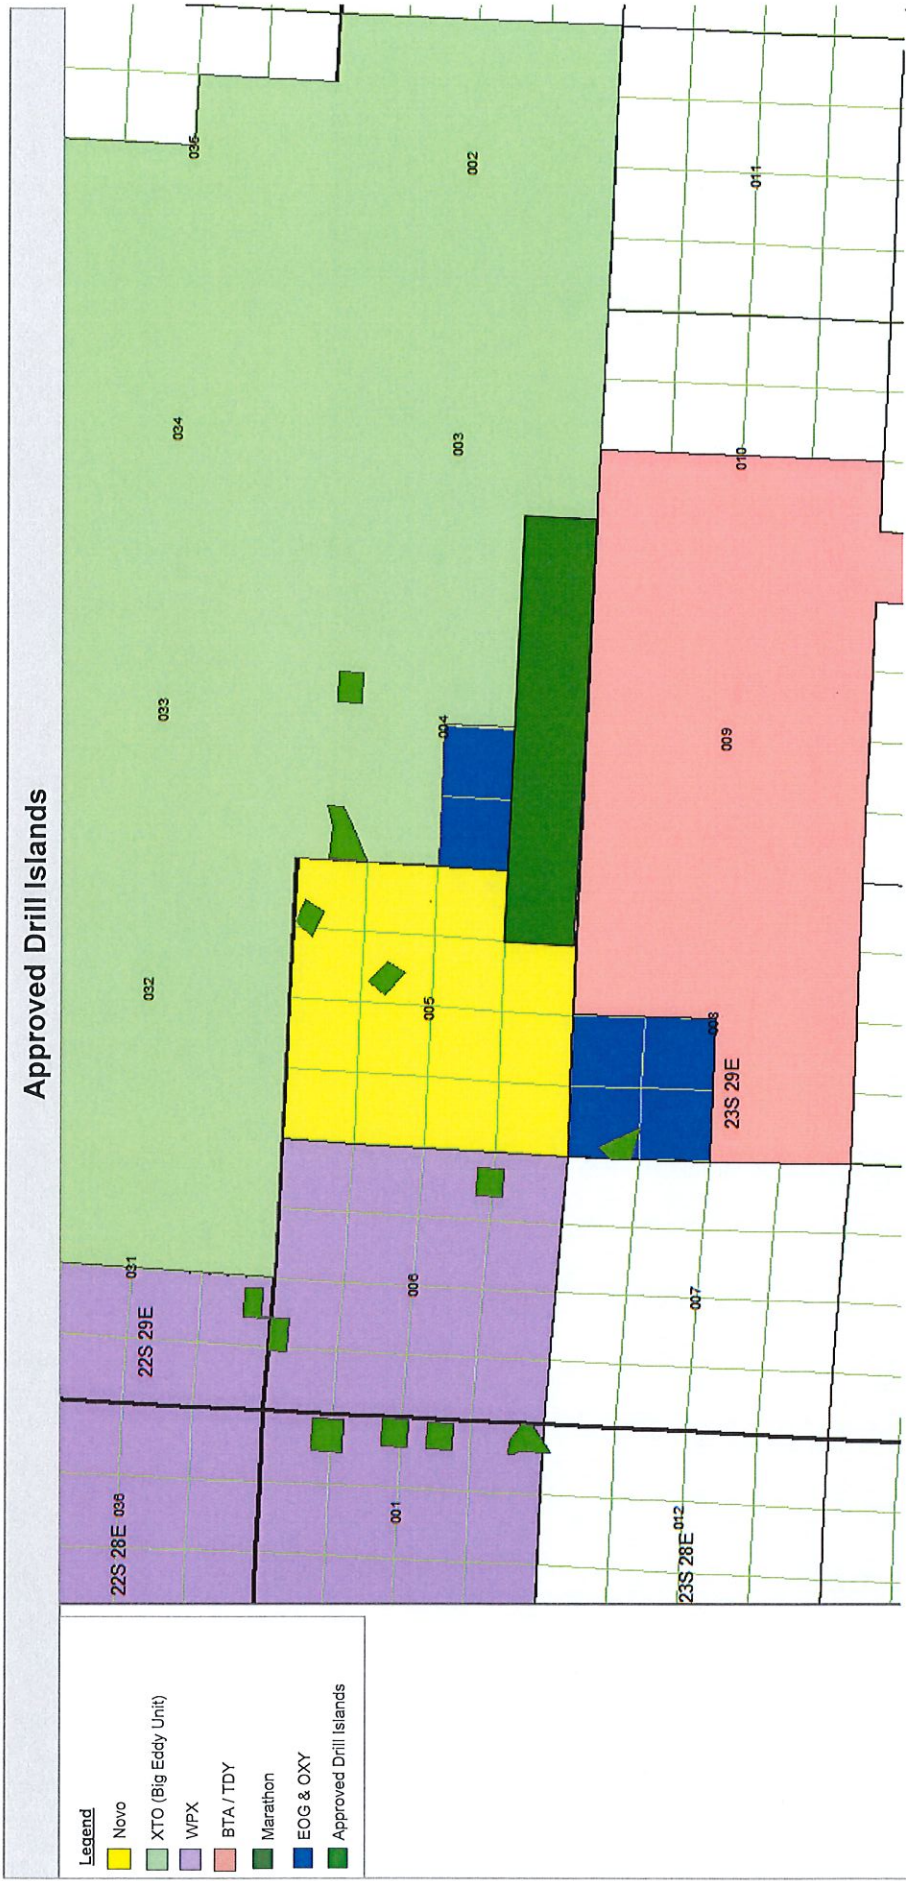 Approved Drill Islands
035
002
011
034
003
010
033
004
009
032
005
008
23S 29E
031
22S 29E
006
007
22S 28E
036
001
012
23S 28E
Legend
Novo
XTO (Big Eddy Unit)
WPX
BTA / TDY
Marathon
EOG & OXY
Approved Drill Islands